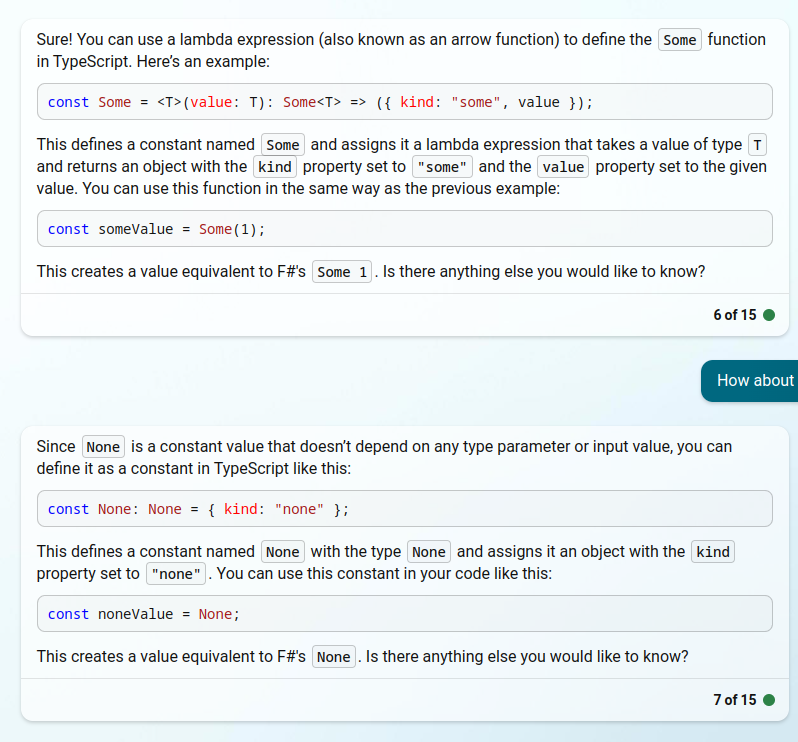 Sure! You can use a lambda expression (also known as an arrow function) to define the Some function
in TypeScript. Here’s an example:
const Some = <T>(value: T): Some<T> => ({ kind: "some", value });
This defines a constant named Some and assigns it a lambda expression that takes a value of type T
and returns an object with the kind property set to "some" and the value property set to the given
value. You can use this function in the same way as the previous example:
const someValue = Some(1);
This creates a value equivalent to F#'s Some 1. Is there anything else you would like to know?
6 of 15
How about
Since None is a constant value that doesn’t depend on any type parameter or input value, you can
define it as a constant in TypeScript like this:
const None: None = { kind: "none" };
This defines a constant named None with the type None and assigns it an object with the kind
property set to "none". You can use this constant in your code like this:
const noneValue = None;
This creates a value equivalent to F#'s None. Is there anything else you would like to know?
7 of 15